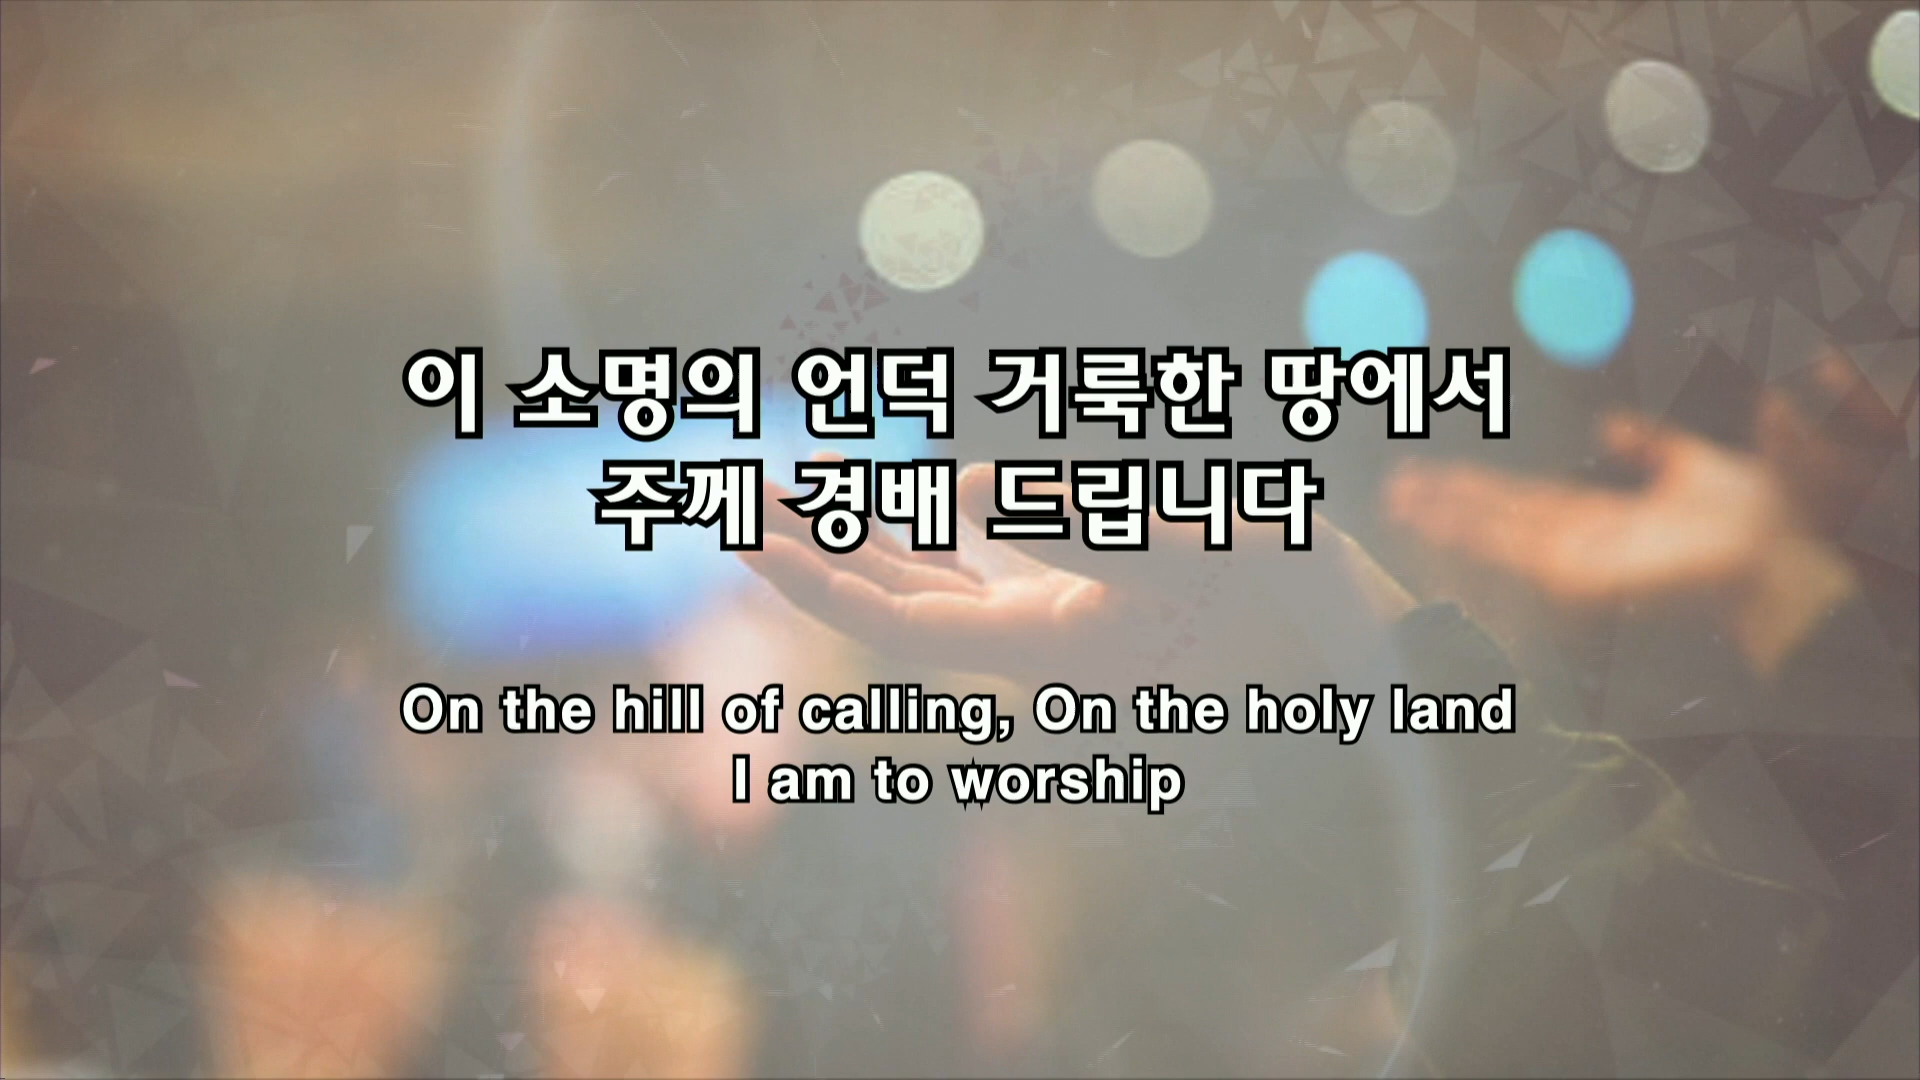 이 소명의 언덕 거룩한 땅에서
주께 경배 드립니다
On the hill of calling, On the holy land
I am to worship